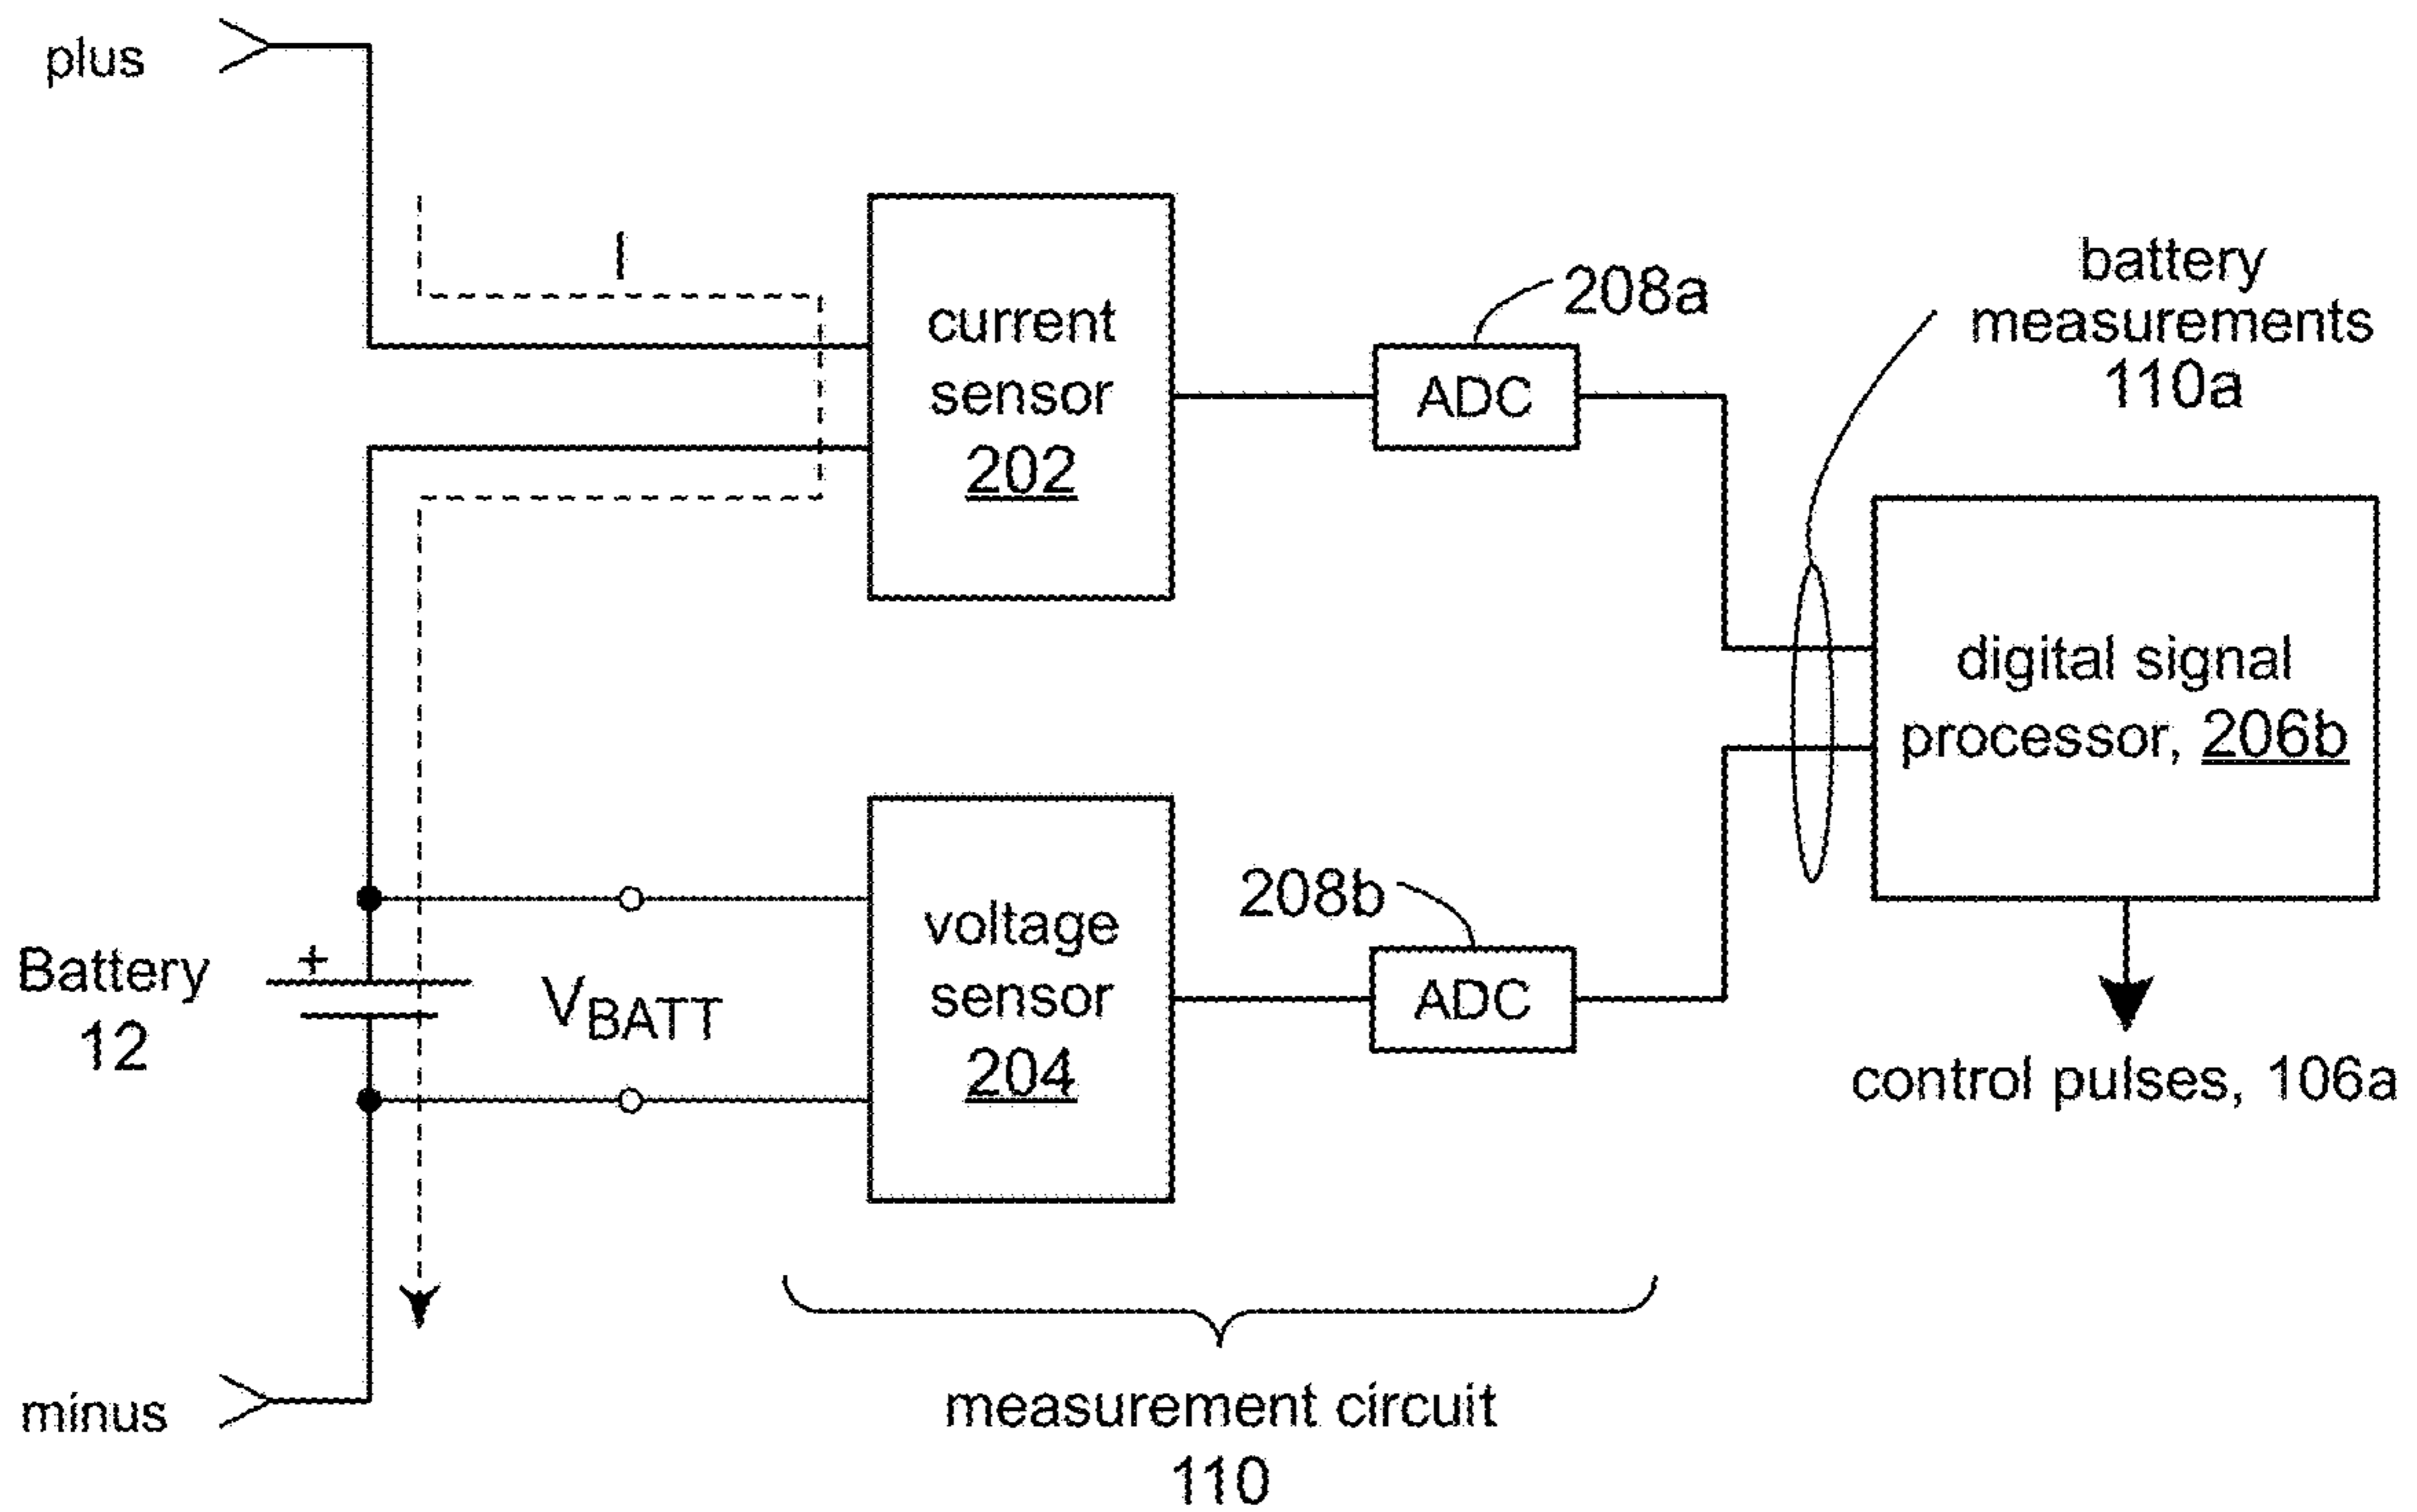 plus
I
current
sensor
202
208a
ADC
battery
measurements
110a
digital signal
processor, 206b
control pulses, 106a
Battery
12
+
VBATT
voltage
sensor
204
208b
ADC
minus
measurement circuit
110